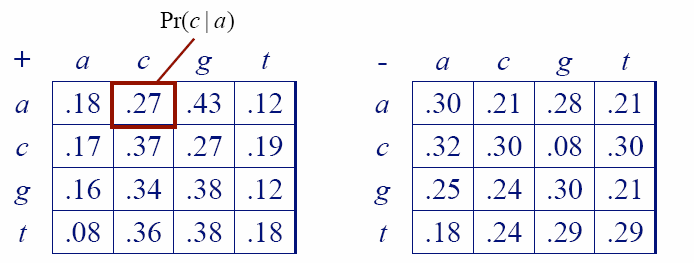 Pr(c | a)
+ a c g t - a c g t
a .18 .27 .43 .12 a .30 .21 .28 .21
c .17 .37 .27 .19 c .32 .30 .08 .30
g .16 .34 .38 .12 g .25 .24 .30 .21
t .08 .36 .38 .18 t .18 .24 .29 .29